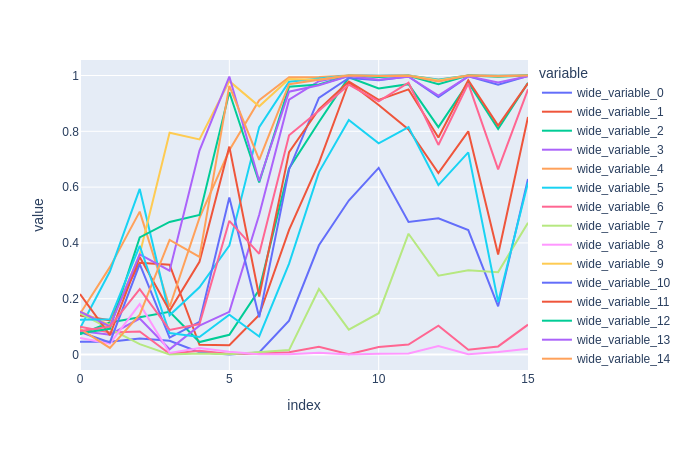 1
0.8
0.6
0.4
0.2
0
0
5
10
15
index
value
variable
wide_variable_0
wide_variable_1
wide_variable_2
wide_variable_3
wide_variable_4
wide_variable_5
wide_variable_6
wide_variable_7
wide_variable_8
wide_variable_9
wide_variable_10
wide_variable_11
wide_variable_12
wide_variable_13
wide_variable_14